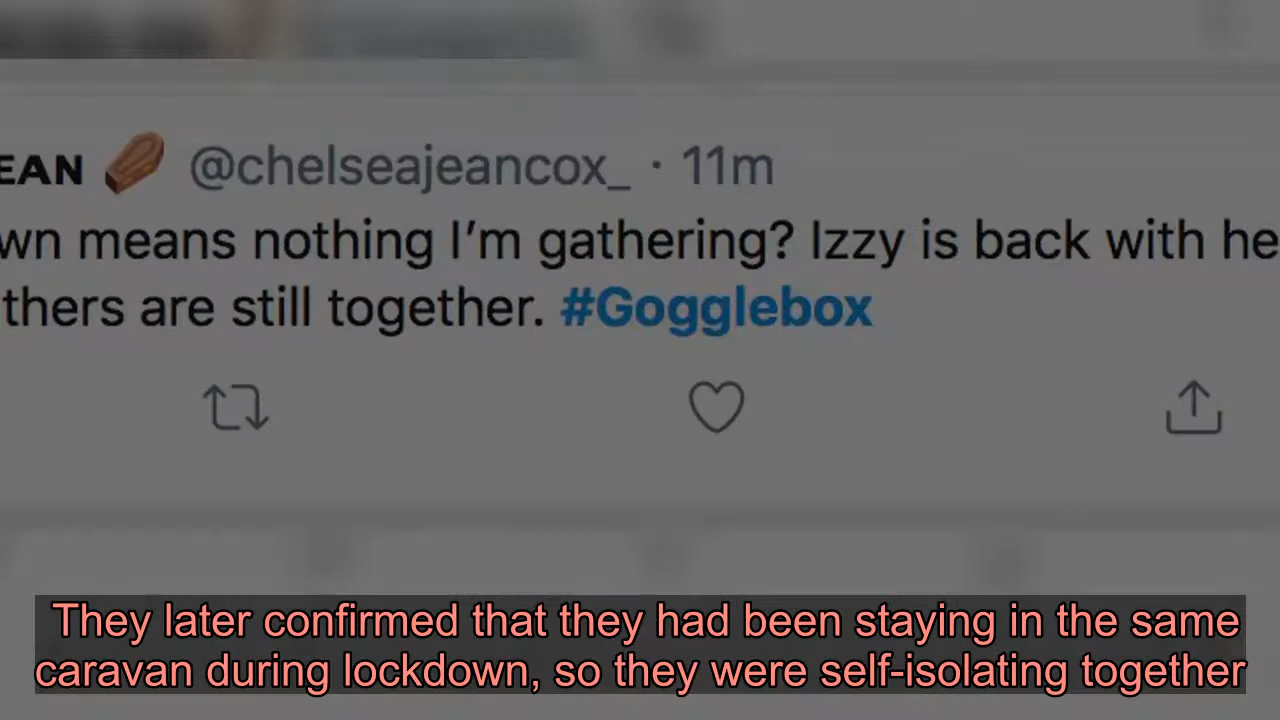 EAN @chelseajeancox_ · 11m
wn means nothing I'm gathering? Izzy is back with he
thers are still together. #Gogglebox
They later confirmed that they had been staying in the same
caravan during lockdown, so they were self-isolating together